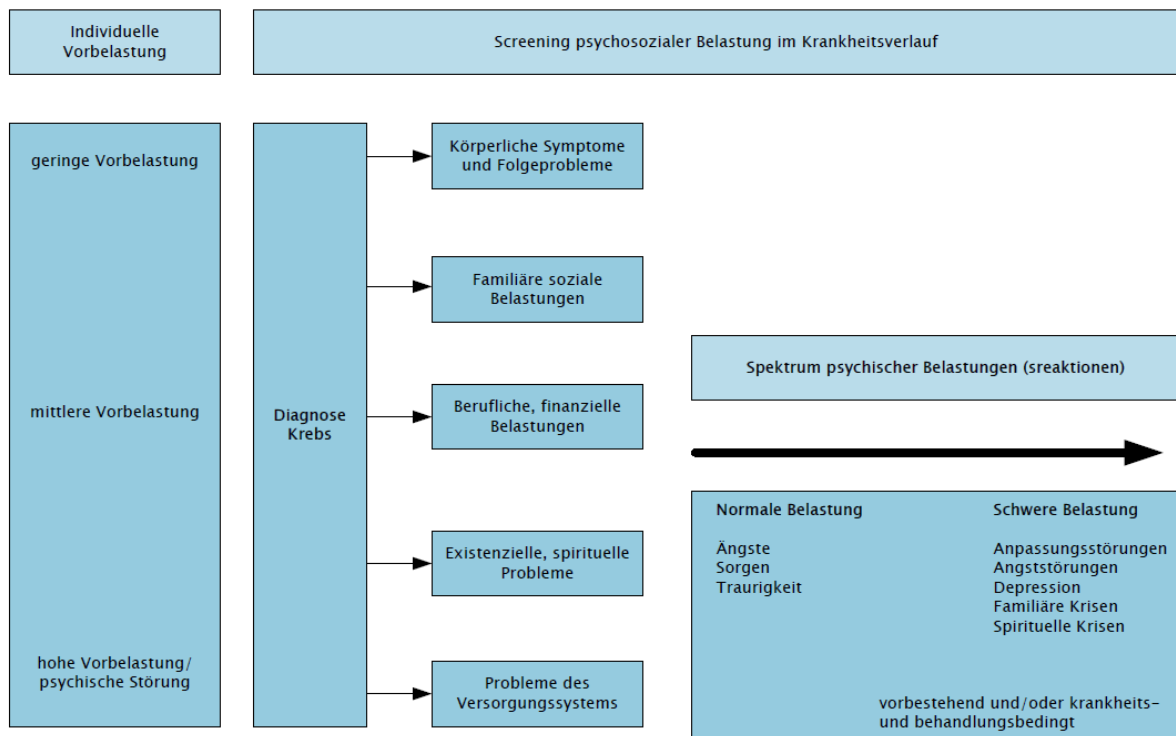 Individuelle
Vorbelastung
Screening psychosozialer Belastung im Krankheitsverlauf
geringe Vorbelastung
mittlere Vorbelastung
hohe Vorbelastung/
psychische Störung
Diagnose
Krebs
Körperliche Symptome
und Folgeprobleme
Familiäre soziale
Belastungen
Berufliche, finanzielle
Belastungen
Existenzielle, spirituelle
Probleme
Probleme des
Versorgungssystems
Spektrum psychischer Belastungen (sreaktionen)
Normale Belastung
Ängste
Sorgen
Traurigkeit
Schwere Belastung
Anpassungsstörungen
Angststörungen
Depression
Familiäre Krisen
Spirituelle Krisen
vorbestehend und/oder krankheits-
und behandlungsbedingt